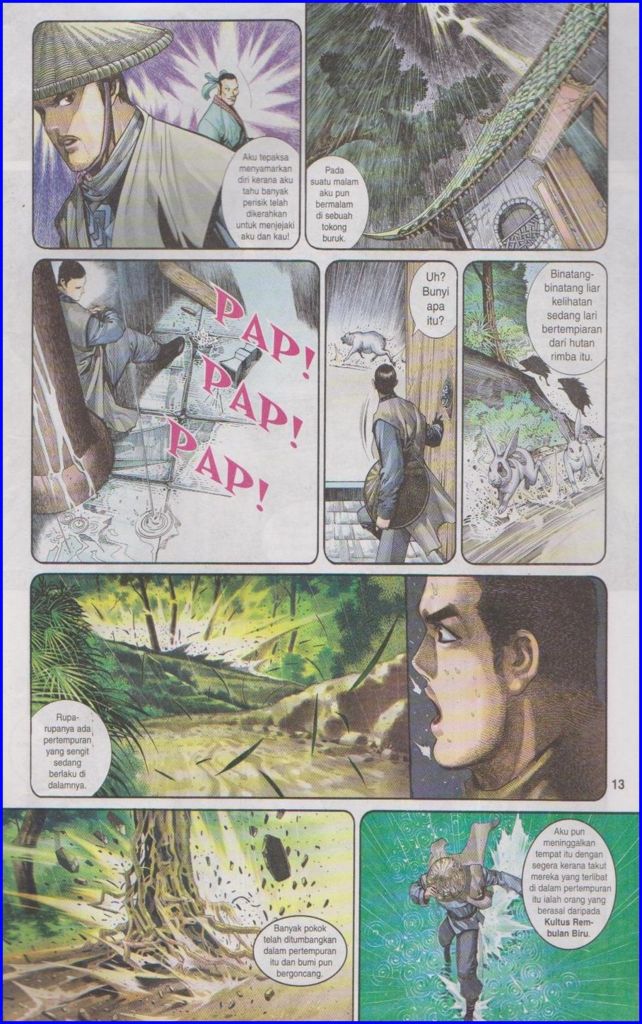 Aku tepaksa
menyamarkan
diri kerana aku
tahu banyak
perisik telah
dikerahkan
untuk menjejaki
aku dan kau!
Pada
suatu malam
aku pun
bermalam
di sebuah
tokong
buruk.
PAP!
PAP!
PAP!
Uh?
Bunyi
apa
itu?
Binatang-
binatang liar
kelihatan
sedang lari
bertempiaran
dari hutan
rimba itu.
Rupa-
rupanya ada
pertempuran
yang sengit
sedang
berlaku di
dalamnya.
13
Banyak pokok
telah ditumbangkan
dalam pertempuran
itu dan bumi pun
bergoncang.
Aku pun
meninggalkan
tempat itu dengan
segera kerana takut
mereka yang terlibat
di dalam pertempuran
itu ialah orang yang
berasal daripada
Kultus Rem-
bulan Biru.